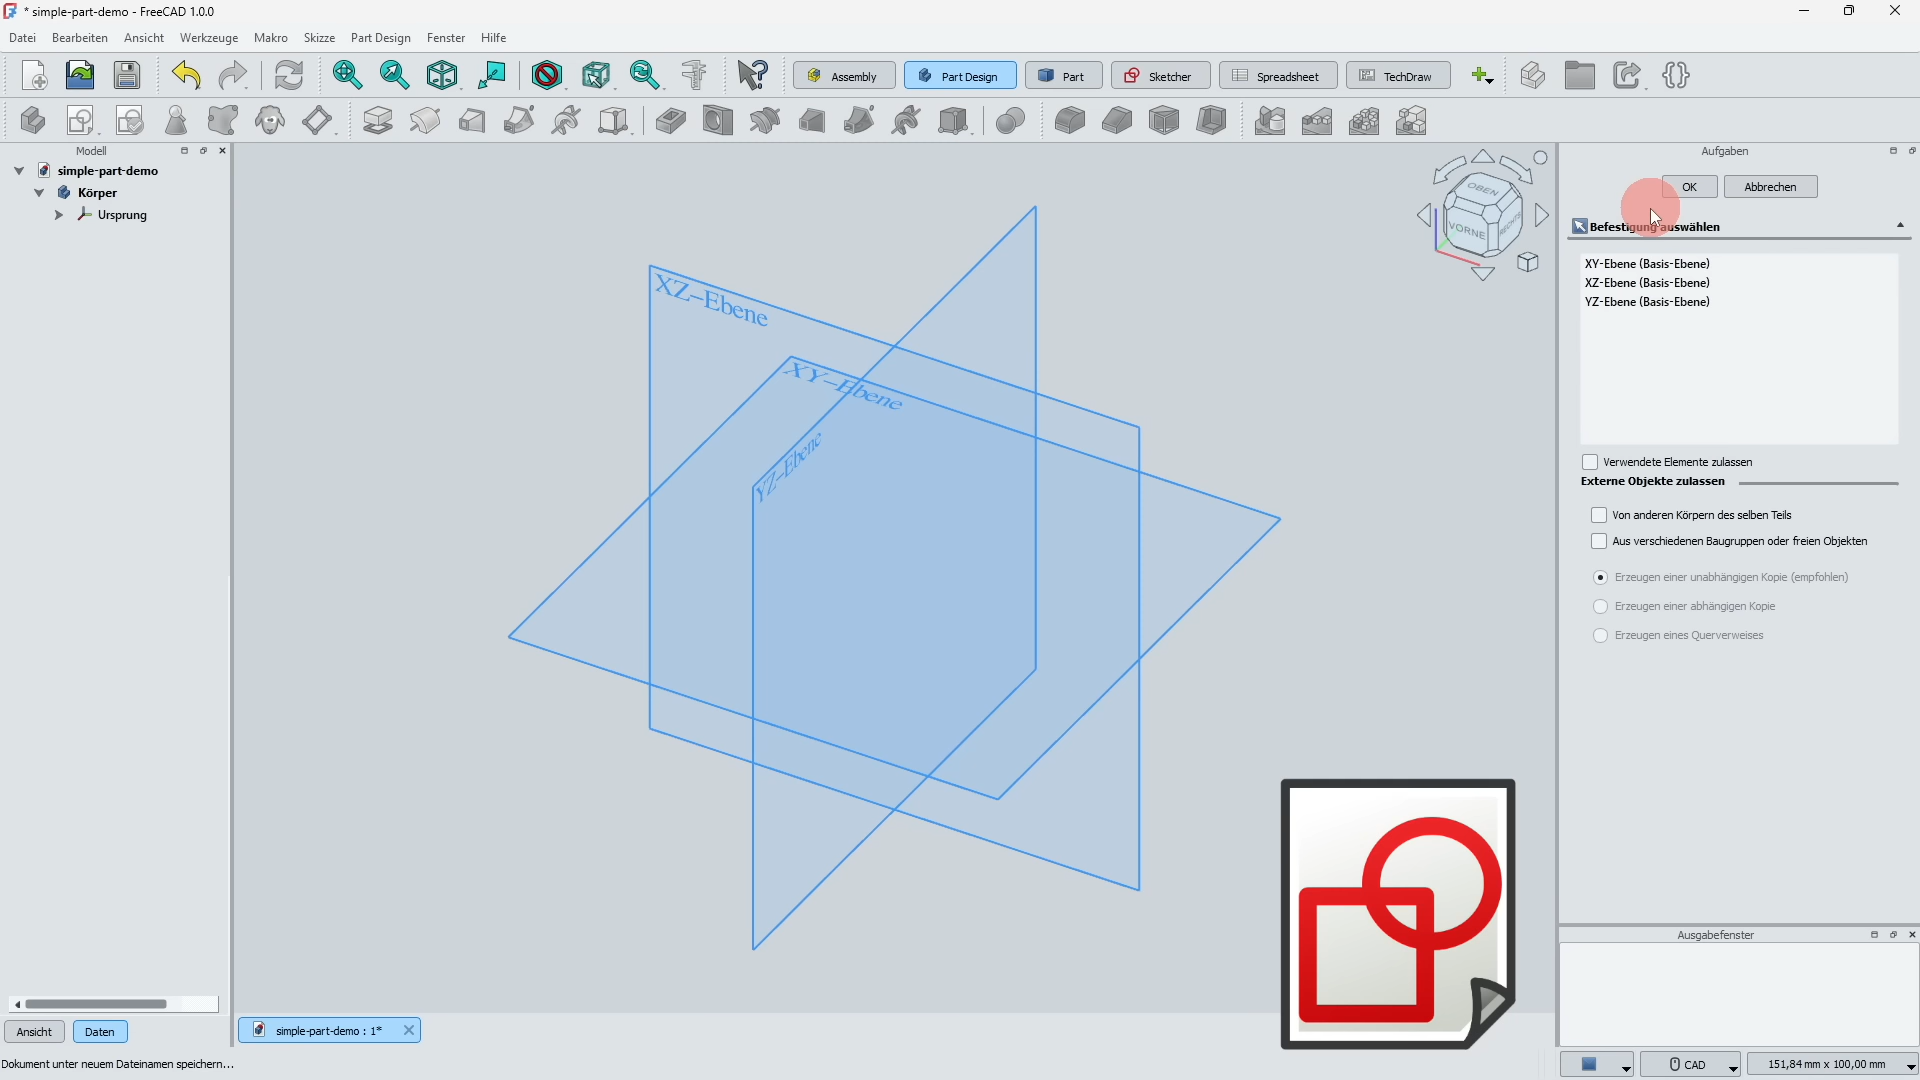 * simple-part-demo - FreeCAD 1.0.0
Datei Bearbeiten Ansicht Werkzeuge Makro Skizze Part Design Fenster Hilfe
Assembly Part Design Part Sketcher Spreadsheet TechDraw
Modell
simple-part-demo
Körper
Ursprung
XZ-Ebene
XY-Ebene
YZ-Ebene
OBEN
VORNE
RECHTS
Aufgaben
OK Abbrechen
Befestigung auswählen
XY-Ebene (Basis-Ebene)
XZ-Ebene (Basis-Ebene)
YZ-Ebene (Basis-Ebene)
Verwendete Elemente zulassen
Externe Objekte zulassen
Von anderen Körpern des selben Teils
Aus verschiedenen Baugruppen oder freien Objekten
Erzeugen einer unabhängigen Kopie (empfohlen)
Erzeugen einer abhängigen Kopie
Erzeugen eines Querverweises
Ausgabefenster
Ansicht Daten
simple-part-demo : 1*
Dokument unter neuem Dateinamen speichern...
CAD
151,84 mm x 100,00 mm